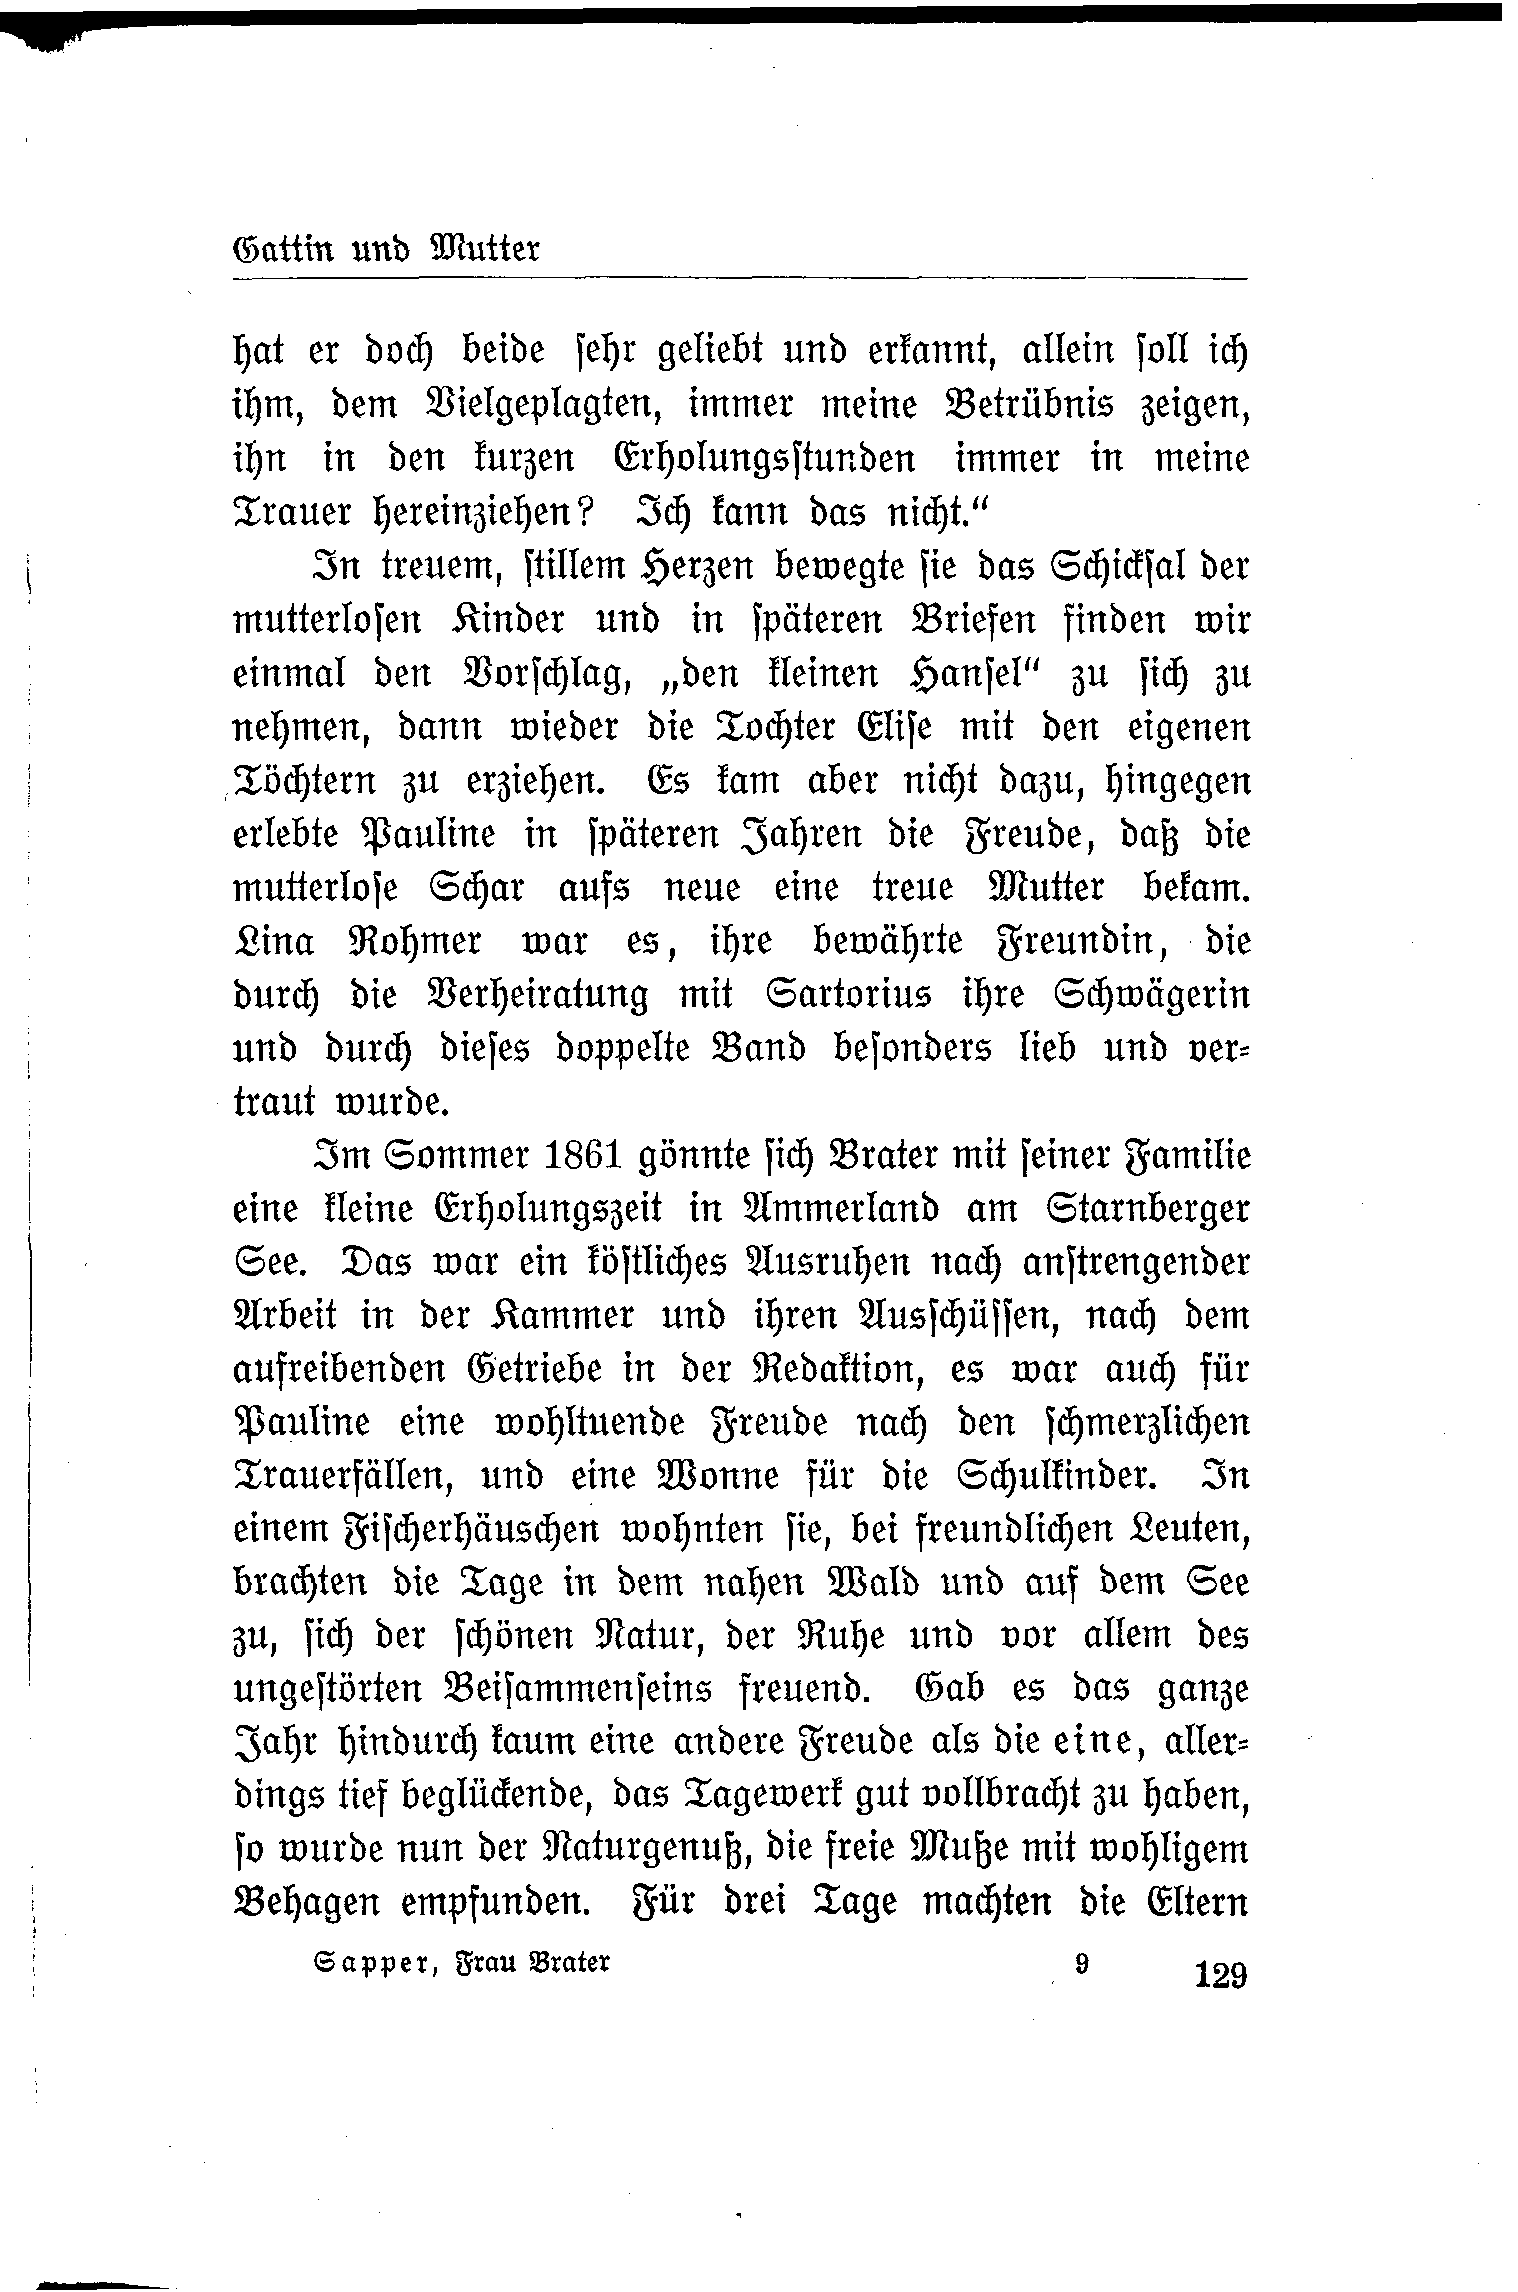 Gattin und Mutter
hat er doch beide sehr geliebt und erkannt, allein soll ich
ihm, dem Vielgeplagten, immer meine Betrübnis zeigen,
ihn in den kurzen Erholungsstunden immer in meine
Trauer hereinziehen? Ich kann das nicht.“
In treuem, stillem Herzen bewegte sie das Schicksal der
mutterlosen Kinder und in späteren Briefen finden wir
einmal den Vorschlag, „den kleinen Hansel“ zu sich zu
nehmen, dann wieder die Tochter Elise mit den eigenen
Töchtern zu erziehen. Es kam aber nicht dazu, hingegen
erlebte Pauline in späteren Jahren die Freude, daß die
mutterlose Schar aufs neue eine treue Mutter bekam.
Lina Rohmer war es, ihre bewährte Freundin, die
durch die Verheiratung mit Sartorius ihre Schwägerin
und durch dieses doppelte Band besonders lieb und ver-
traut wurde.
Im Sommer 1861 gönnte sich Brater mit seiner Familie
eine kleine Erholungszeit in Ammerland am Starnberger
See. Das war ein köstliches Ausruhen nach anstrengender
Arbeit in der Kammer und ihren Ausschüssen, nach dem
aufreibenden Getriebe in der Redaktion, es war auch für
Pauline eine wohltuende Freude nach den schmerzlichen
Trauerfällen, und eine Wonne für die Schulkinder. In
einem Fischerhäuschen wohnten sie, bei freundlichen Leuten,
brachten die Tage in dem nahen Wald und auf dem See
zu, sich der schönen Natur, der Ruhe und vor allem des
ungestörten Beisammenseins freuend. Gab es das ganze
Jahr hindurch kaum eine andere Freude als die eine, aller-
dings tief beglückende, das Tagewerk gut vollbracht zu haben,
so wurde nun der Naturgenuß, die freie Muße mit wohligem
Behagen empfunden. Für drei Tage machten die Eltern
Sapper, Frau Brater 9 129